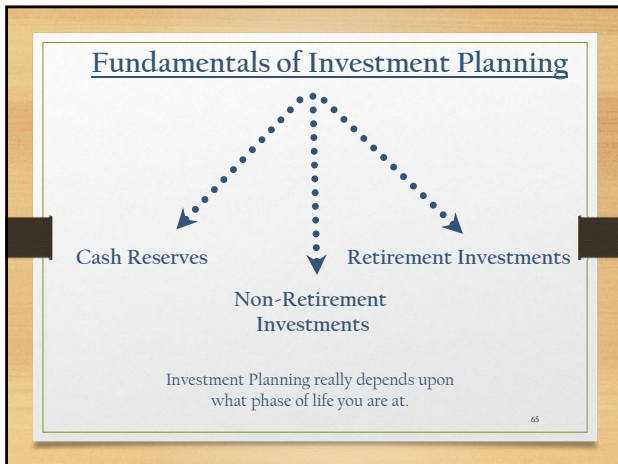 Fundamentals of Investment Planning
Cash Reserves
Retirement Investments
Non-Retirement
Investments
Investment Planning really depends upon
what phase of life you are at.
65